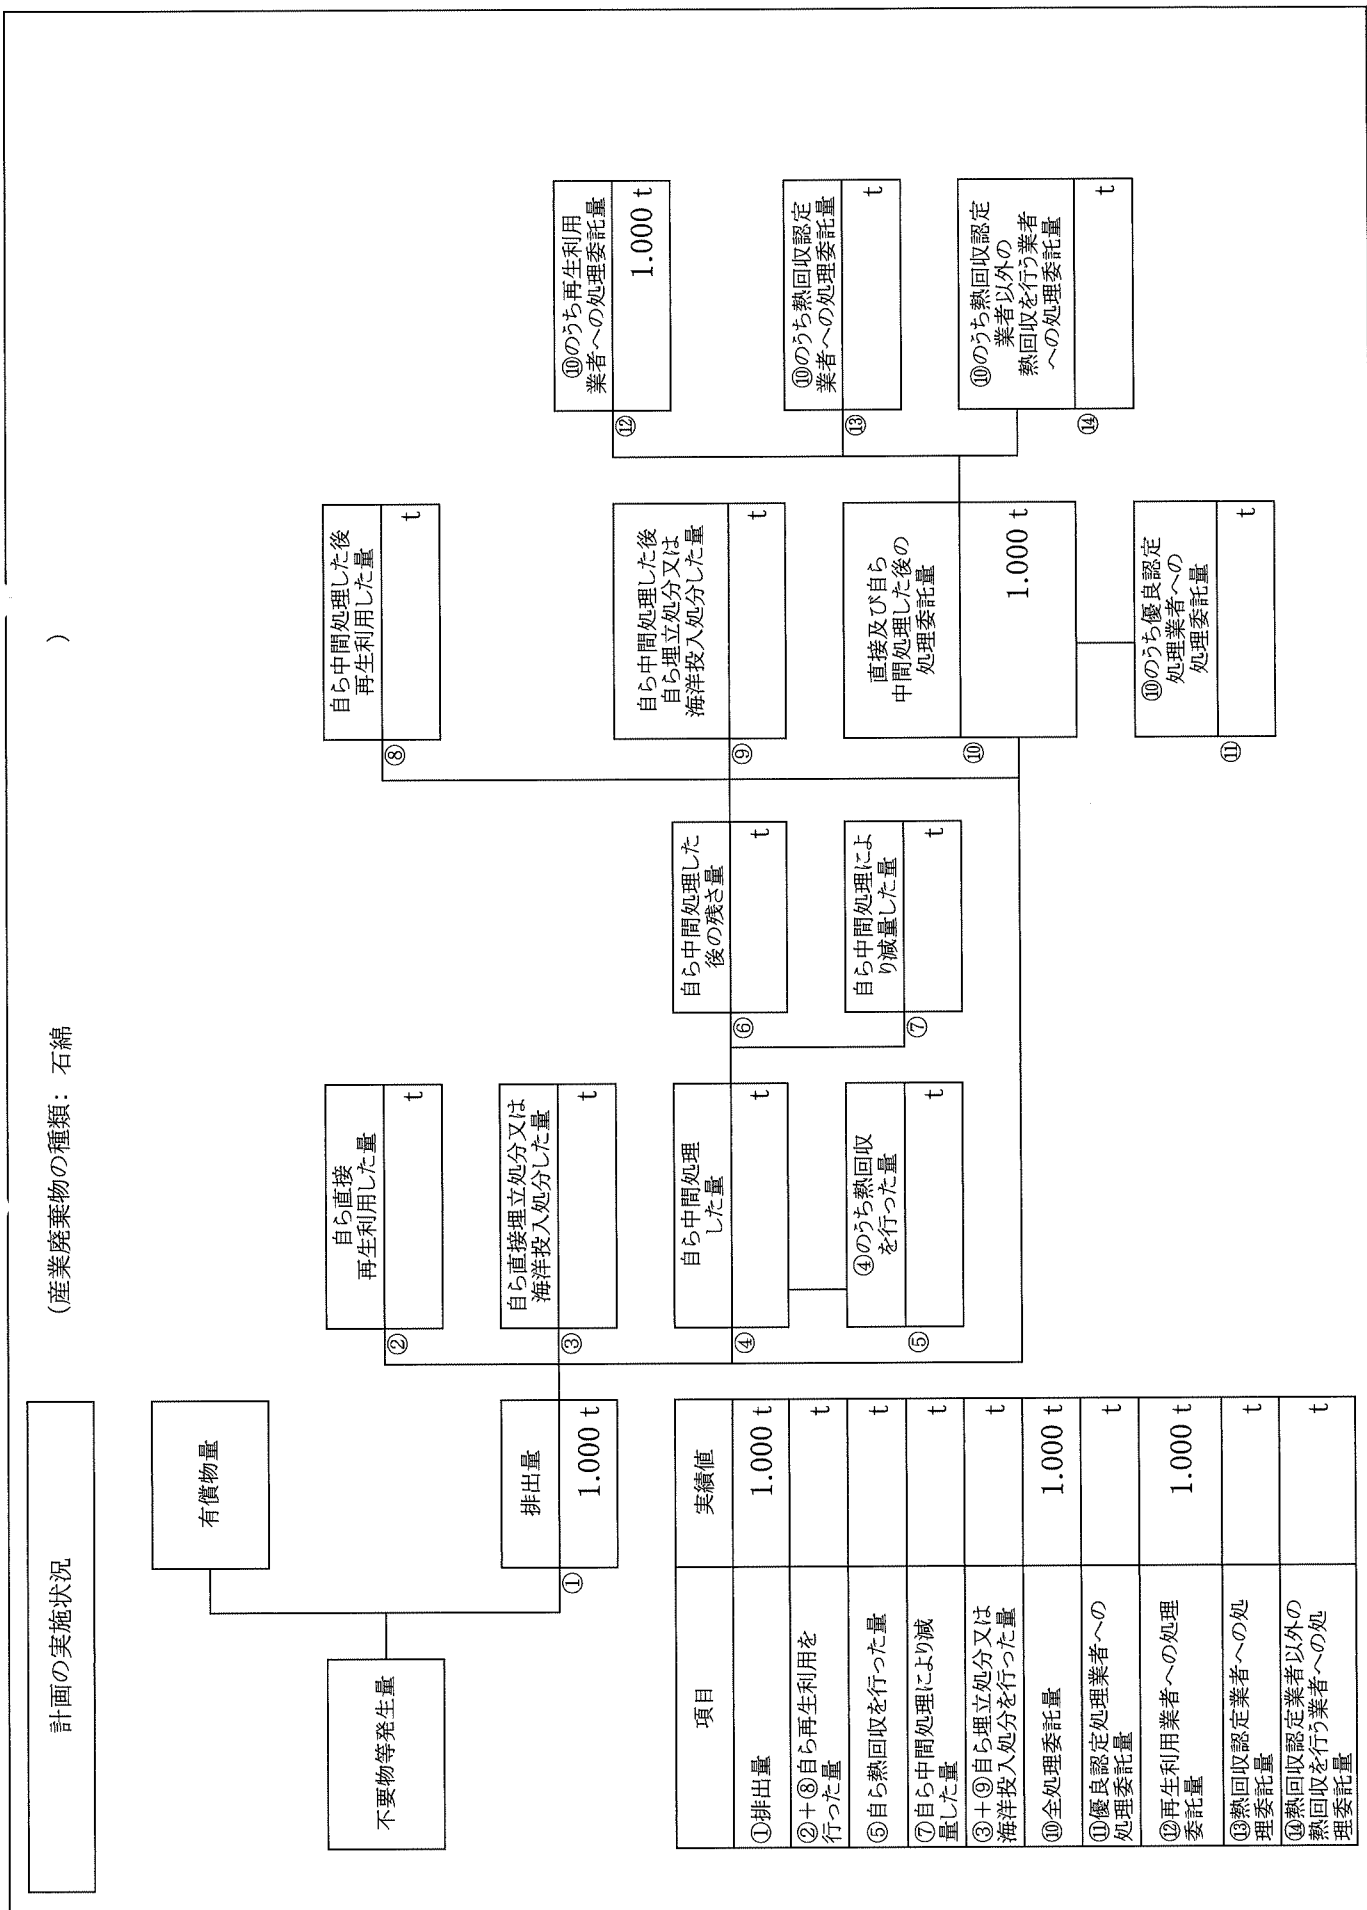 計画の実施状況
(産業廃棄物の種類： 石綿 )
不要物等発生量
有償物量
①
排出量
1.000 t
②
自ら直接
再生利用した量
t
③
自ら直接埋立処分又は
海洋投入処分した量
t
④
自ら中間処理
した量
t
⑤
④のうち熱回収
を行った量
t
⑥
自ら中間処理した
後の残さ量
t
⑦
自ら中間処理によ
り減量した量
t
⑧
自ら中間処理した後
再生利用した量
t
⑨
自ら中間処理した後
自ら埋立処分又は
海洋投入処分した量
t
⑩
直接及び自ら
中間処理した後の
処理委託量
1.000 t
⑪
⑩のうち優良認定
処理業者への
処理委託量
t
⑫
⑩のうち再生利用
業者への処理委託量
1.000 t
⑬
⑩のうち熱回収認定
業者への処理委託量
t
⑭
⑩のうち熱回収認定
業者以外の
熱回収を行う業者
への処理委託量
t
項目 実績値
①排出量 1.000 t
②+⑧自ら再生利用を
行った量 t
⑤自ら熱回収を行った量 t
⑦自ら中間処理により減
量した量 t
③+⑨自ら埋立処分又は
海洋投入処分を行った量 t
⑩全処理委託量 1.000 t
⑪優良認定処理業者への
処理委託量 t
⑫再生利用業者への処理
委託量 1.000 t
⑬熱回収認定業者への処
理委託量 t
⑭熱回収認定業者以外の
熱回収を行う業者への処
理委託量 t